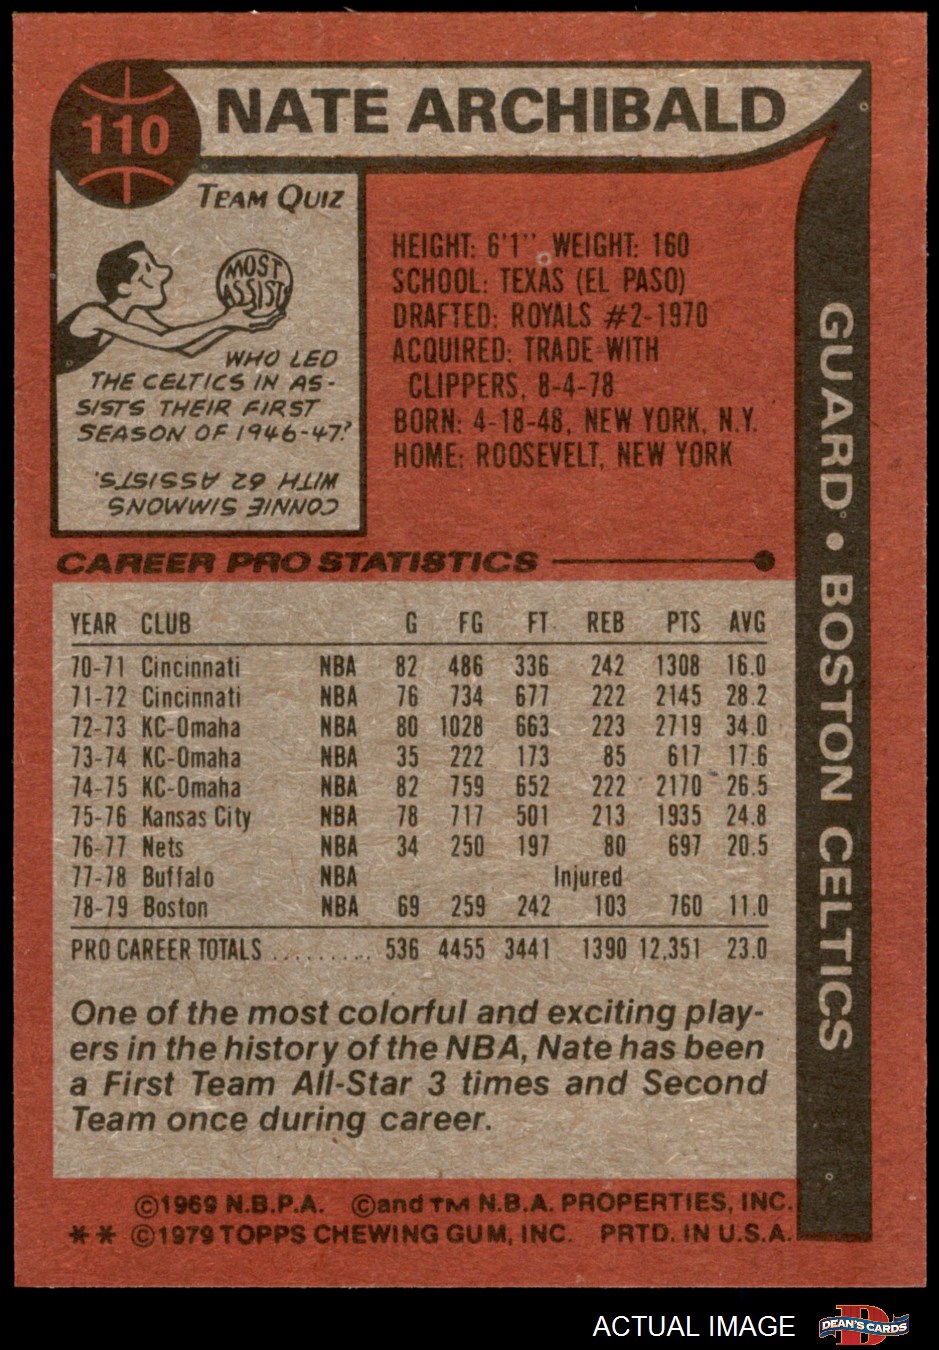 110
NATE ARCHIBALD
TEAM QUIZ
MOST
ASSISTS
WHO LED
THE CELTICS IN AS-
SISTS THEIR FIRST
SEASON OF 1946-47?
CONNIE SIMMONS
WITH 62 ASSISTS.
HEIGHT: 6'1" WEIGHT: 160
SCHOOL: TEXAS (EL PASO)
DRAFTED: ROYALS #2-1970
ACQUIRED: TRADE WITH
CLIPPERS, 8-4-78
BORN: 4-18-48, NEW YORK, N.Y.
HOME: ROOSEVELT, NEW YORK
GUARD • BOSTON CELTICS
CAREER PRO STATISTICS
YEAR CLUB G FG FT REB PTS AVG
70-71 Cincinnati NBA 82 486 336 242 1308 16.0
71-72 Cincinnati NBA 76 734 677 222 2145 28.2
72-73 KC-Omaha NBA 80 1028 663 223 2719 34.0
73-74 KC-Omaha NBA 35 222 173 85 617 17.6
74-75 KC-Omaha NBA 82 759 652 222 2170 26.5
75-76 Kansas City NBA 78 717 501 213 1935 24.8
76-77 Nets NBA 34 250 197 80 697 20.5
77-78 Buffalo NBA Injured
78-79 Boston NBA 69 259 242 103 760 11.0
PRO CAREER TOTALS .......... 536 4455 3441 1390 12,351 23.0
One of the most colorful and exciting play-
ers in the history of the NBA, Nate has been
a First Team All-Star 3 times and Second
Team once during career.
©1969 N.B.P.A. ©and TM N.B.A. PROPERTIES, INC.
** ©1979 TOPPS CHEWING GUM, INC. PRTD. IN U.S.A.
ACTUAL IMAGE
D
DEAN'S CARDS